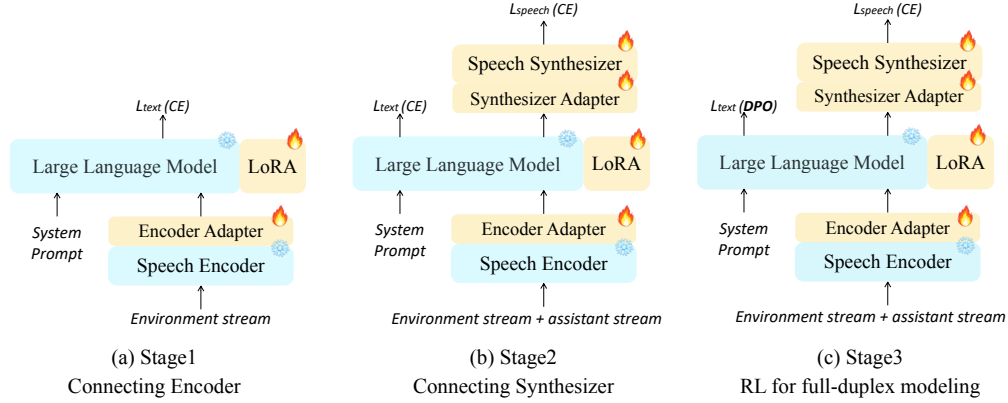 Ltext (CE)
Large Language Model
LoRA
System
Prompt
Encoder Adapter
Speech Encoder
Environment stream
(a) Stage1
Connecting Encoder
Lspeech (CE)
Speech Synthesizer
Synthesizer Adapter
Ltext (CE)
Large Language Model
LoRA
System
Prompt
Encoder Adapter
Speech Encoder
Environment stream + assistant stream
(b) Stage2
Connecting Synthesizer
Lspeech (CE)
Speech Synthesizer
Synthesizer Adapter
Ltext (DPO)
Large Language Model
LoRA
System
Prompt
Encoder Adapter
Speech Encoder
Environment stream + assistant stream
(c) Stage3
RL for full-duplex modeling